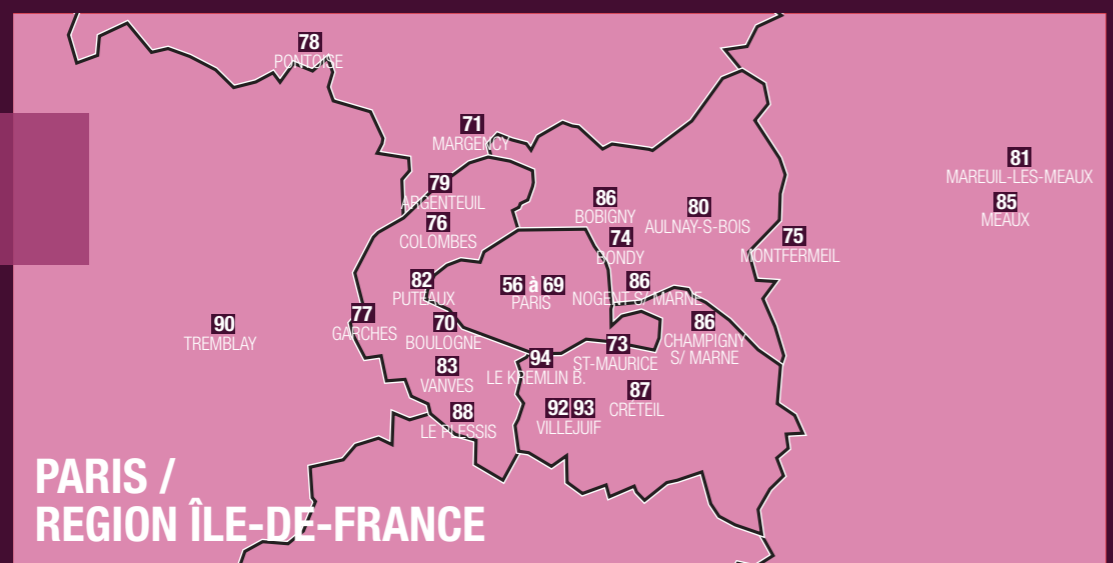 78
PONTOISE
71
MARGENCY
81
MAREUIL-LES-MEAUX
79
ARGENTEUIL
86
BOBIGNY
80
AULNAY-S-BOIS
85
MEAUX
76
COLOMBES
74
BONDY
75
MONTFERMEIL
82
PUTEAUX
56 à 69
PARIS
86
NOGENT S/ MARNE
77
GARCHES
90
TREMBLAY
70
BOULOGNE
86
CHAMPIGNY
S/ MARNE
73
ST-MAURICE
94
LE KREMLIN B.
83
VANVES
87
CRÉTEIL
88
LE PLESSIS
92 93
VILLEJUIF
PARIS /
REGION ÎLE-DE-FRANCE